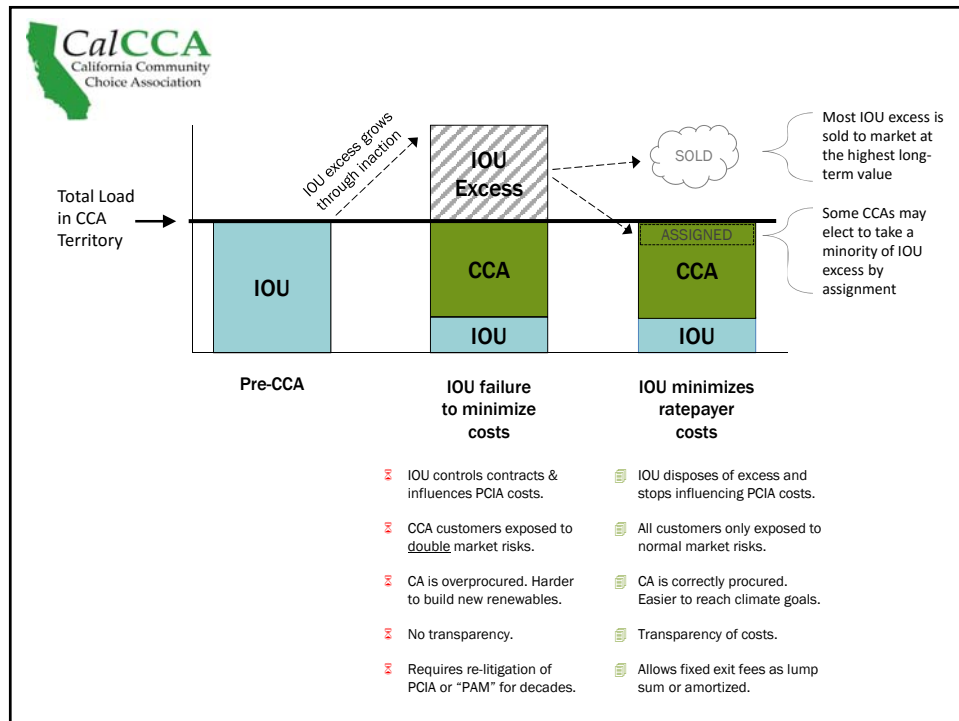 CalCCA
California Community
Choice Association
IOU excess grows
through inaction
IOU
Excess
SOLD
Most IOU excess is
sold to market at
the highest long-
term value
Total Load
in CCA
Territory
ASSIGNED
Some CCAs may
elect to take a
minority of IOU
excess by
assignment
IOU
CCA
CCA
IOU
IOU
Pre-CCA
IOU failure
to minimize
costs
IOU minimizes
ratepayer
costs
IOU controls contracts &
influences PCIA costs.
CCA customers exposed to
double market risks.
CA is overprocured. Harder
to build new renewables.
No transparency.
Requires re-litigation of
PCIA or “PAM” for decades.
IOU disposes of excess and
stops influencing PCIA costs.
All customers only exposed to
normal market risks.
CA is correctly procured.
Easier to reach climate goals.
Transparency of costs.
Allows fixed exit fees as lump
sum or amortized.